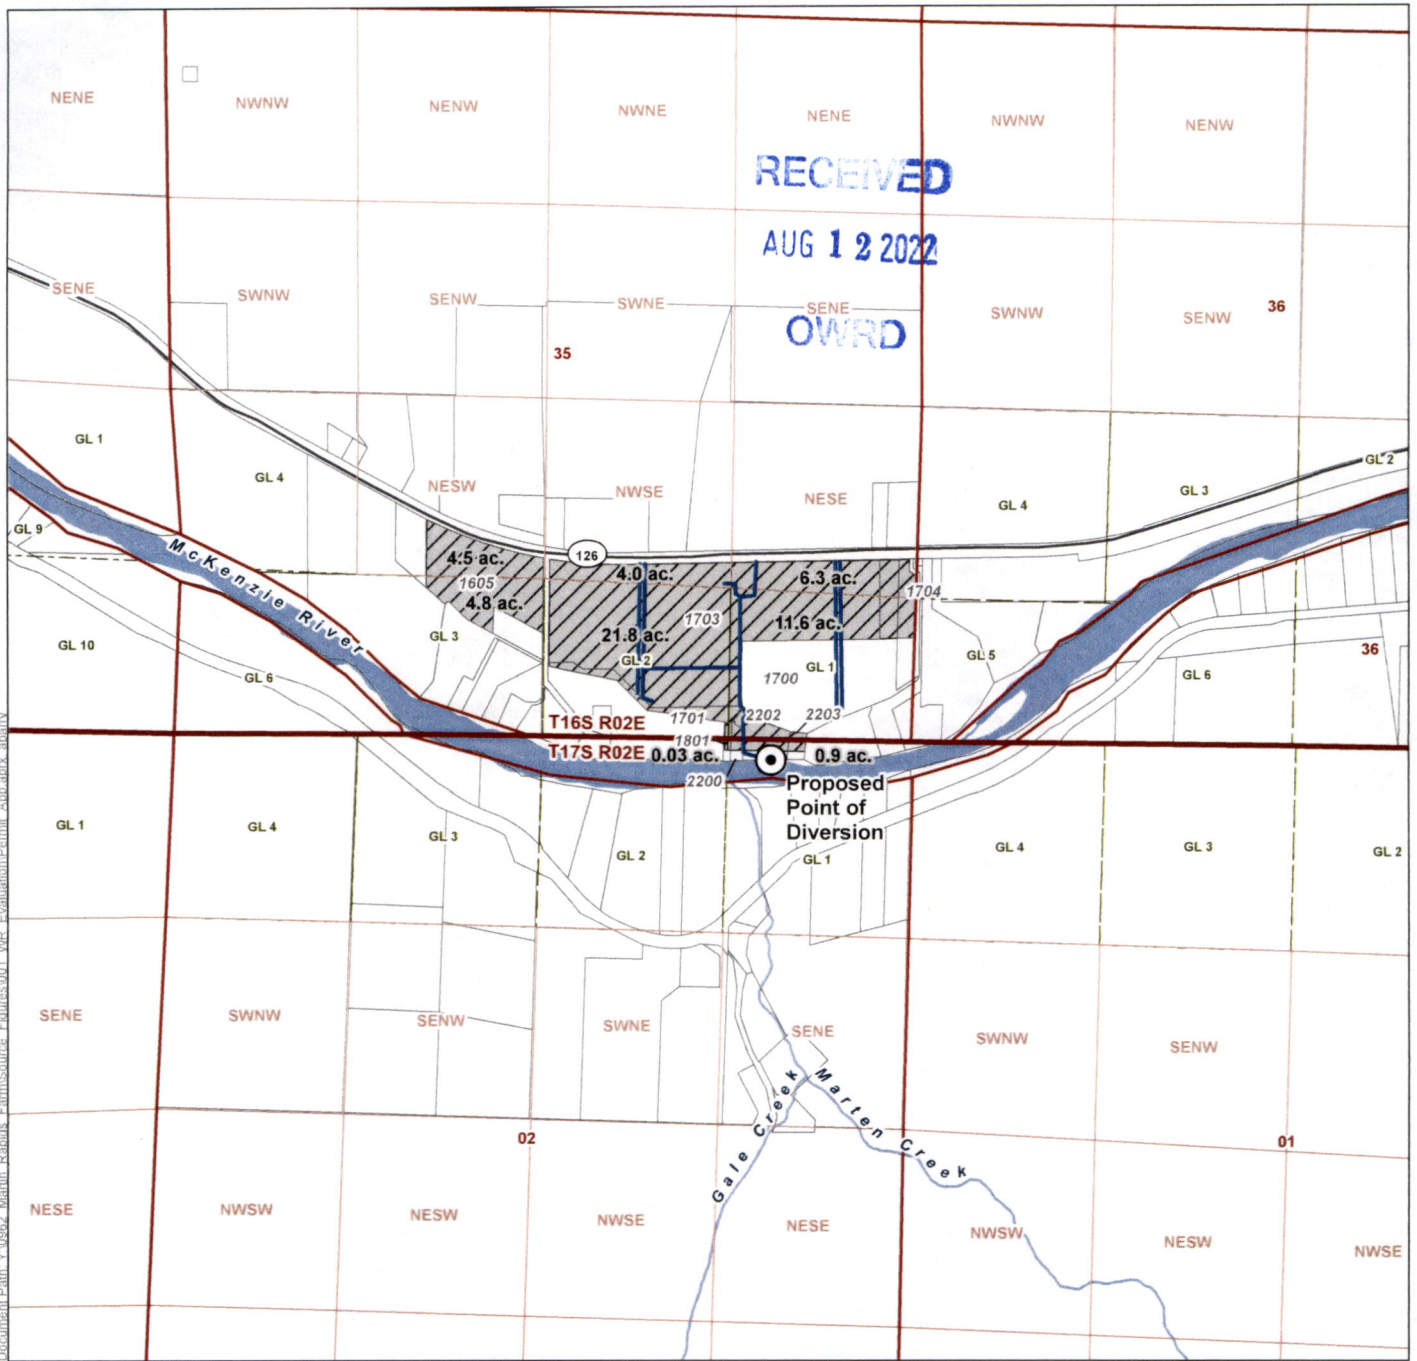 NENE
NWNW
NENW
NWNE
NENE
NWNW
NENW
RECEIVED
AUG 12 2022
OWRD
SENE
SWNW
SENW
SWNE
SENE
SWNW
SENW
36
35
GL 1
GL 4
NESW
NWSE
NESE
GL 4
GL 3
GL 2
GL 9
McKenzie River
126
4.5 ac.
1605
4.8 ac.
4.0 ac.
6.3 ac.
1704
1703
11.6 ac.
21.8 ac.
GL 10
GL 6
GL 3
GL 2
GL 1
1700
GL 5
GL 6
36
T16S R02E
1701
2202
2203
1801
T17S R02E
0.03 ac.
0.9 ac.
2200
Proposed
Point of
Diversion
GL 1
GL 4
GL 3
GL 2
GL 1
GL 4
GL 3
GL 2
SENE
SWNW
SENW
SWNE
SENE
SWNW
SENW
Gale Creek
Marten Creek
02
01
NESE
NWSW
NESW
NWSE
NESE
NWSW
NESW
NWSE